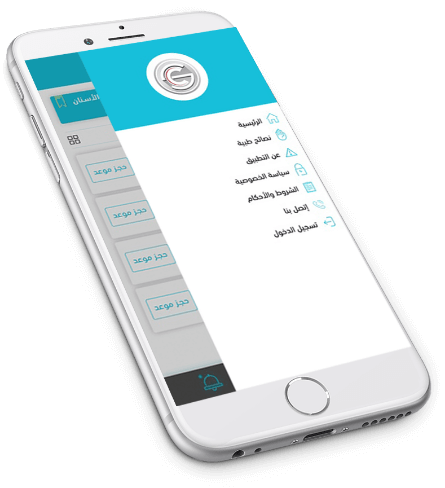 الأسنان
الرئيسية
نصائح طبية
عن التطبيق
سياسة الخصوصية
الشروط والأحكام
إتصل بنا
تسجيل الدخول
حجز موعد
حجز موعد
حجز موعد
حجز موعد